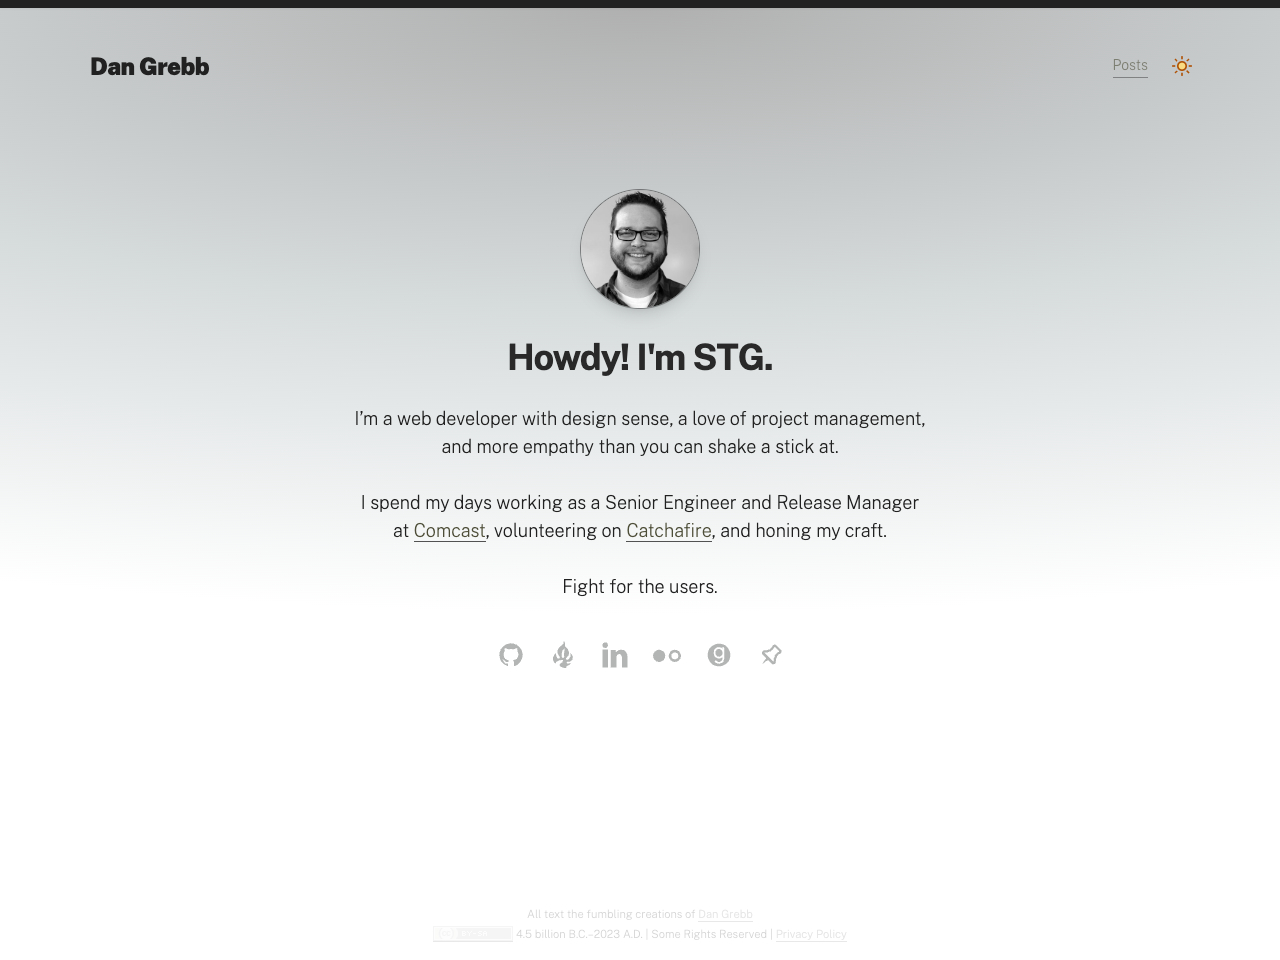 Dan Grebb
Posts
Howdy! I'm STG.
I’m a web developer with design sense, a love of project management,
and more empathy than you can shake a stick at.
I spend my days working as a Senior Engineer and Release Manager
at Comcast, volunteering on Catchafire, and honing my craft.
Fight for the users.
All text the fumbling creations of Dan Grebb
4.5 billion B.C.–2023 A.D. | Some Rights Reserved | Privacy Policy